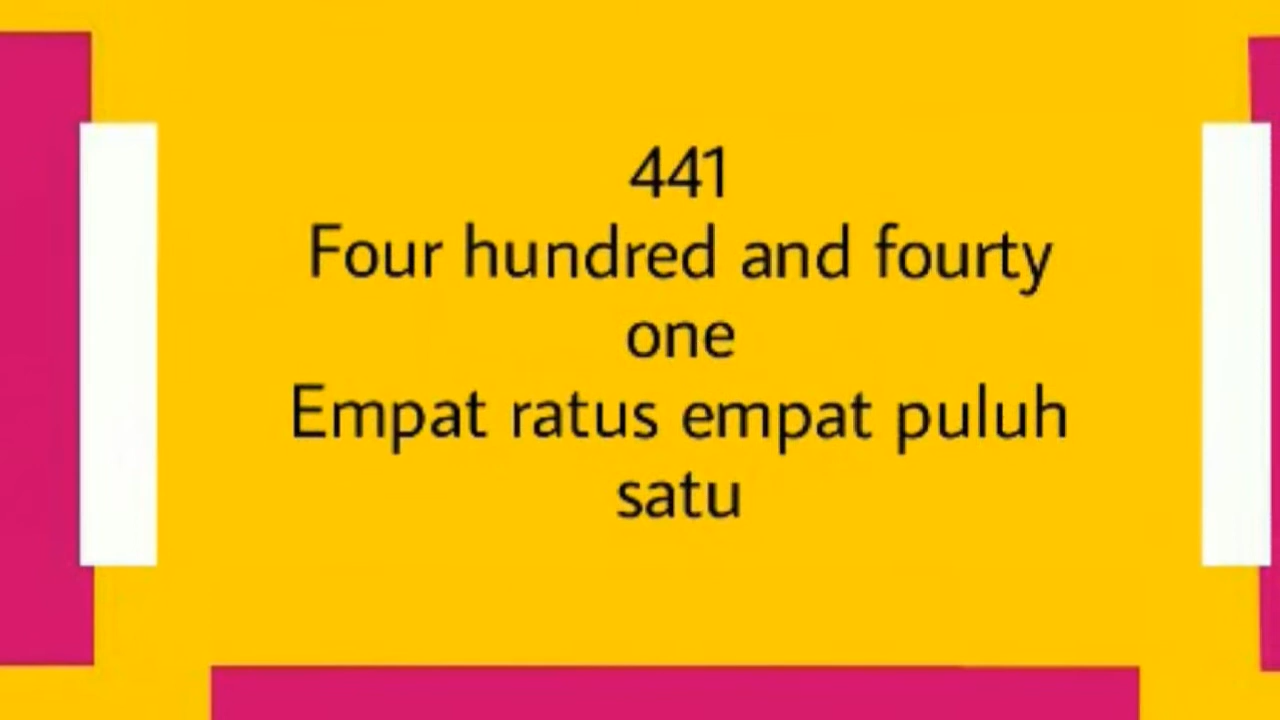 441
Four hundred and fourty
one
Empat ratus empat puluh
satu